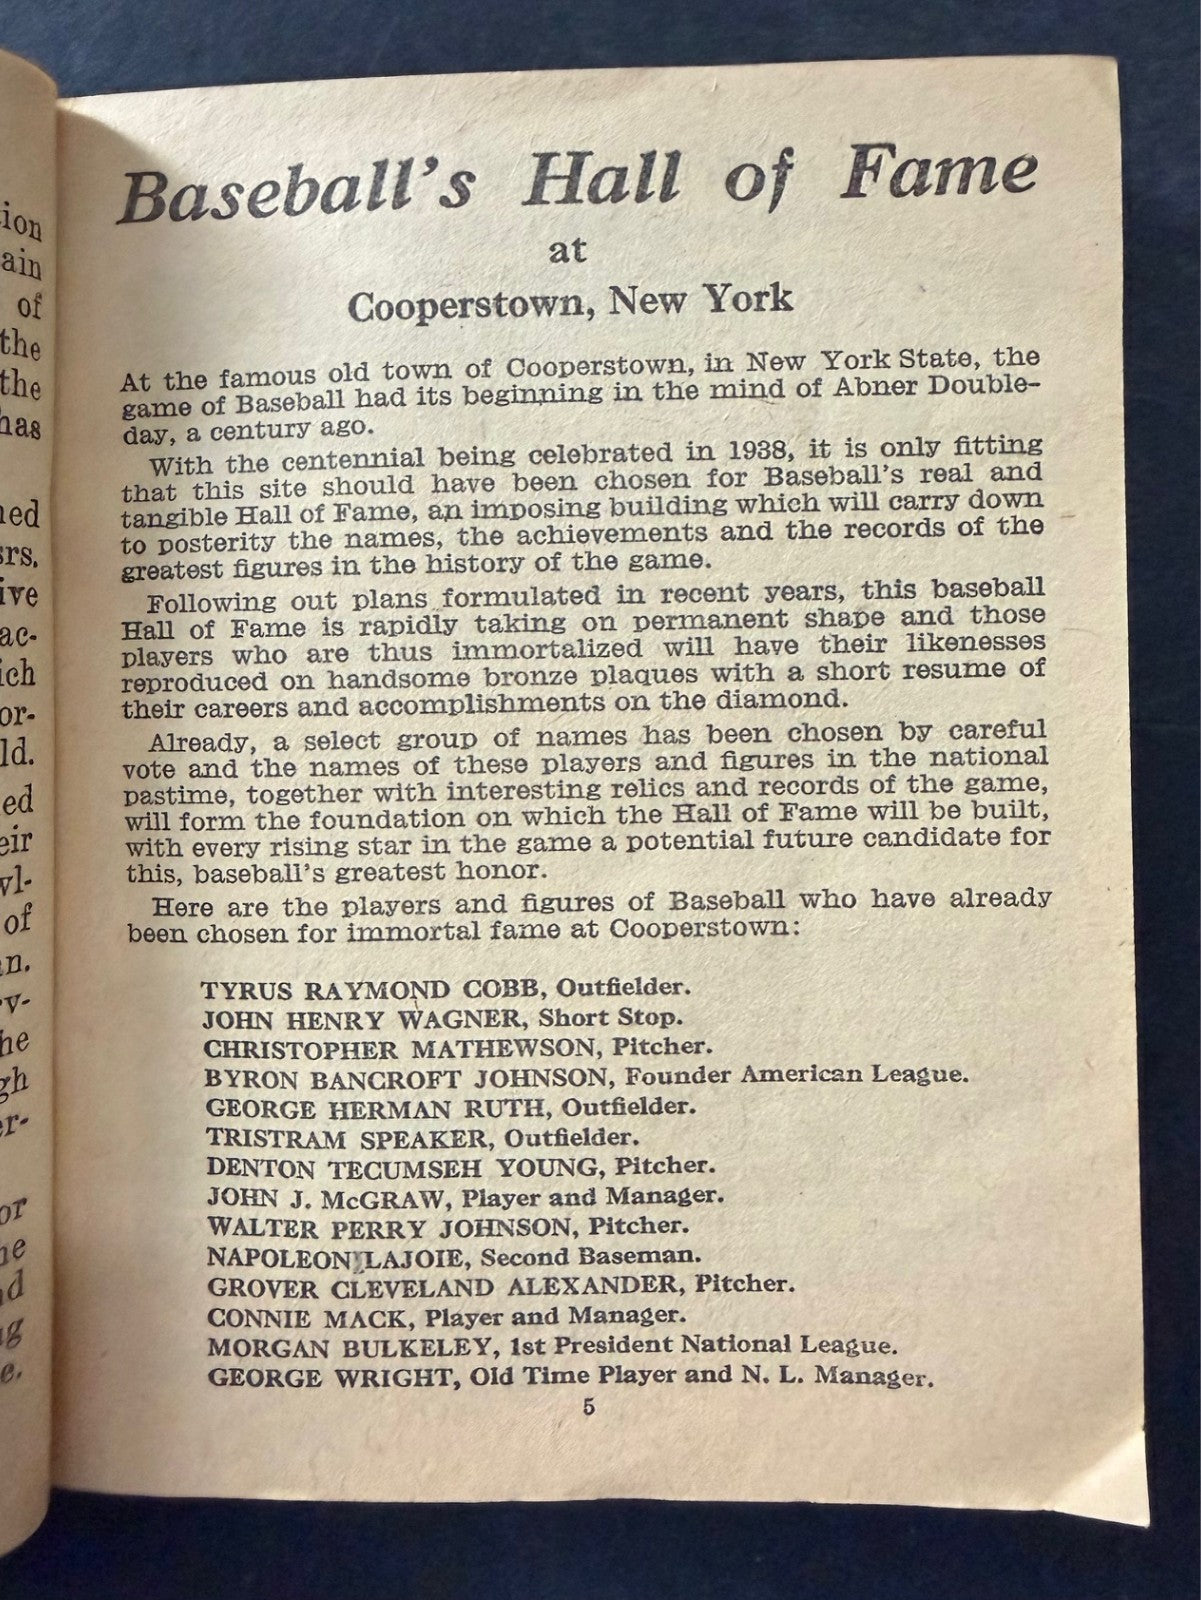 Baseball's Hall of Fame
at
Cooperstown, New York
At the famous old town of Cooperstown, in New York State, the
game of Baseball had its beginning in the mind of Abner Double-
day, a century ago.
With the centennial being celebrated in 1938, it is only fitting
that this site should have been chosen for Baseball's real and
tangible Hall of Fame, an imposing building which will carry down
to posterity the names, the achievements and the records of the
greatest figures in the history of the game.
Following out plans formulated in recent years, this baseball
Hall of Fame is rapidly taking on permanent shape and those
players who are thus immortalized will have their likenesses
reproduced on handsome bronze plaques with a short resume of
their careers and accomplishments on the diamond.
Already, a select group of names has been chosen by careful
vote and the names of these players and figures in the national
pastime, together with interesting relics and records of the game,
will form the foundation on which the Hall of Fame will be built,
with every rising star in the game a potential future candidate for
this, baseball's greatest honor.
Here are the players and figures of Baseball who have already
been chosen for immortal fame at Cooperstown:
TYRUS RAYMOND COBB, Outfielder.
JOHN HENRY WAGNER, Short Stop.
CHRISTOPHER MATHEWSON, Pitcher.
BYRON BANCROFT JOHNSON, Founder American League.
GEORGE HERMAN RUTH, Outfielder.
TRISTRAM SPEAKER, Outfielder.
DENTON TECUMSEH YOUNG, Pitcher.
JOHN J. McGRAW, Player and Manager.
WALTER PERRY JOHNSON, Pitcher.
NAPOLEON LAJOIE, Second Baseman.
GROVER CLEVELAND ALEXANDER, Pitcher.
CONNIE MACK, Player and Manager.
MORGAN BULKELEY, 1st President National League.
GEORGE WRIGHT, Old Time Player and N. L. Manager.
5